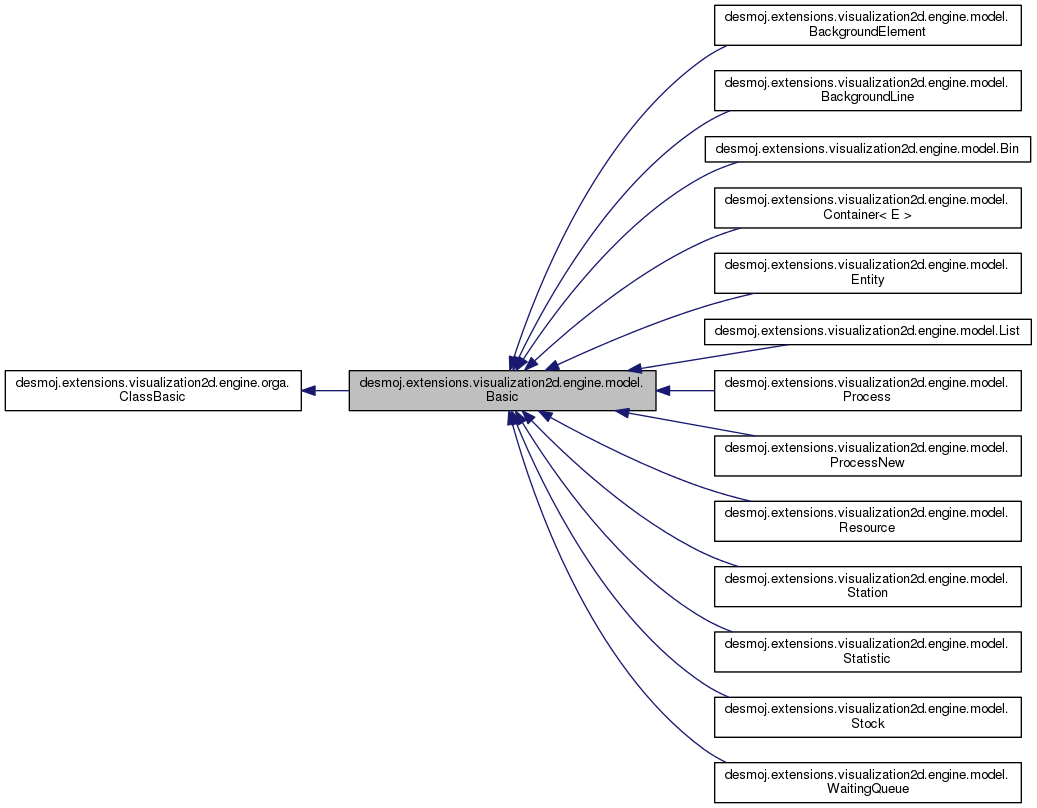 desmoj.extensions.visualization2d.engine.orga.
ClassBasic
desmoj.extensions.visualization2d.engine.model.
Basic
desmoj.extensions.visualization2d.engine.model.
BackgroundElement
desmoj.extensions.visualization2d.engine.model.
BackgroundLine
desmoj.extensions.visualization2d.engine.model.Bin
desmoj.extensions.visualization2d.engine.model.
Container< E >
desmoj.extensions.visualization2d.engine.model.
Entity
desmoj.extensions.visualization2d.engine.model.List
desmoj.extensions.visualization2d.engine.model.
Process
desmoj.extensions.visualization2d.engine.model.
ProcessNew
desmoj.extensions.visualization2d.engine.model.
Resource
desmoj.extensions.visualization2d.engine.model.
Station
desmoj.extensions.visualization2d.engine.model.
Statistic
desmoj.extensions.visualization2d.engine.model.
Stock
desmoj.extensions.visualization2d.engine.model.
WaitingQueue